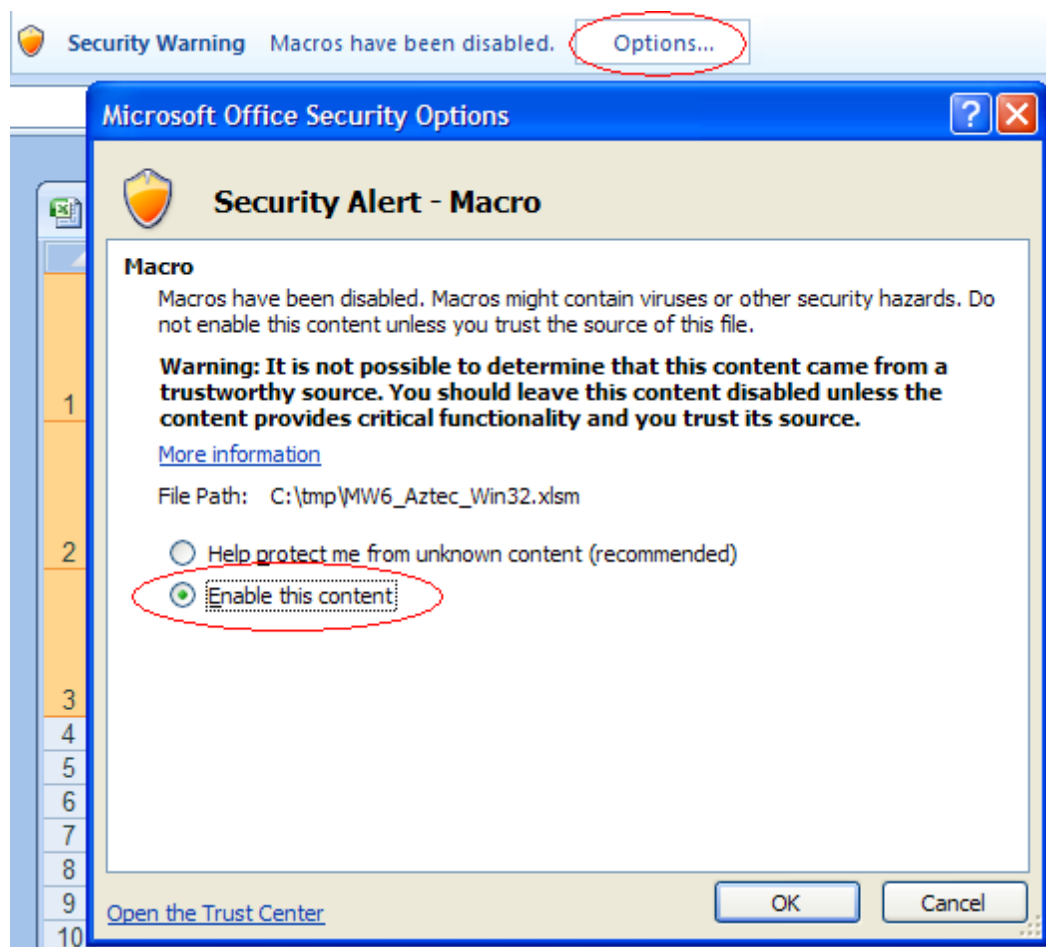 Security Warning Macros have been disabled. Options...
Microsoft Office Security Options
Security Alert - Macro
Macro
Macros have been disabled. Macros might contain viruses or other security hazards. Do
not enable this content unless you trust the source of this file.
Warning: It is not possible to determine that this content came from a
trustworthy source. You should leave this content disabled unless the
content provides critical functionality and you trust its source.
More information
File Path: C:\tmp\MW6_Aztec_Win32.xlsm
Help protect me from unknown content (recommended)
Enable this content
1
2
3
4
5
6
7
8
9
10
Open the Trust Center
OK Cancel